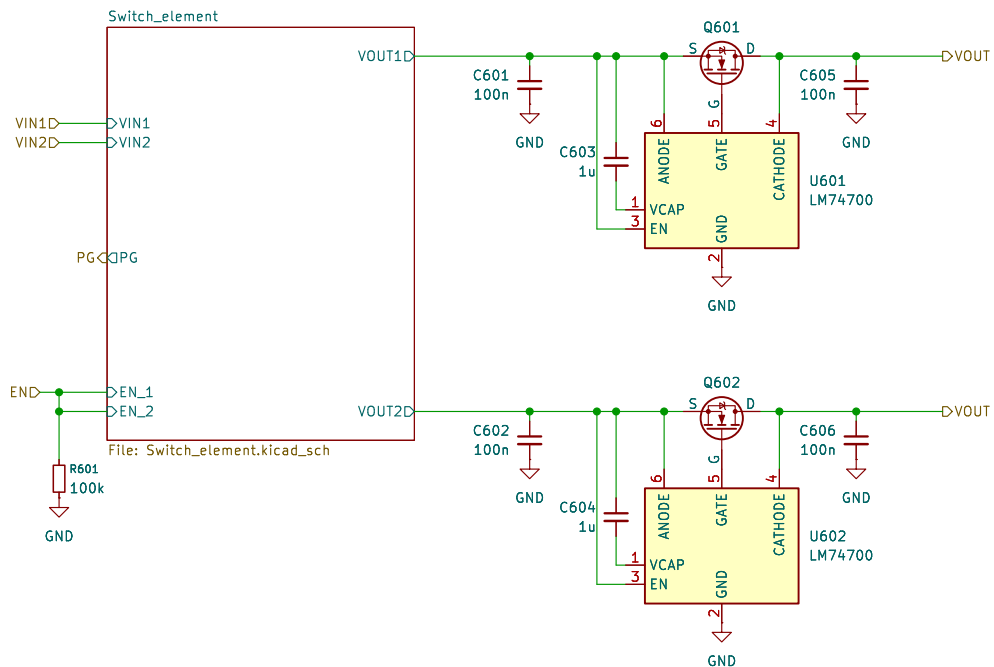 Switch_element
VOUT1
VIN1
VIN1
VIN2
VIN2
PG
PG
EN
EN_1
EN_2
VOUT2
File: Switch_element.kicad_sch
R601
100k
GND
C601
100n
GND
Q601
S
D
G
C605
100n
GND
VOUT
C603
1u
6
5
4
ANODE
GATE
CATHODE
U601
LM74700
1
VCAP
3
EN
GND
2
GND
C602
100n
GND
Q602
S
D
G
C606
100n
GND
VOUT
C604
1u
6
5
4
ANODE
GATE
CATHODE
U602
LM74700
1
VCAP
3
EN
GND
2
GND